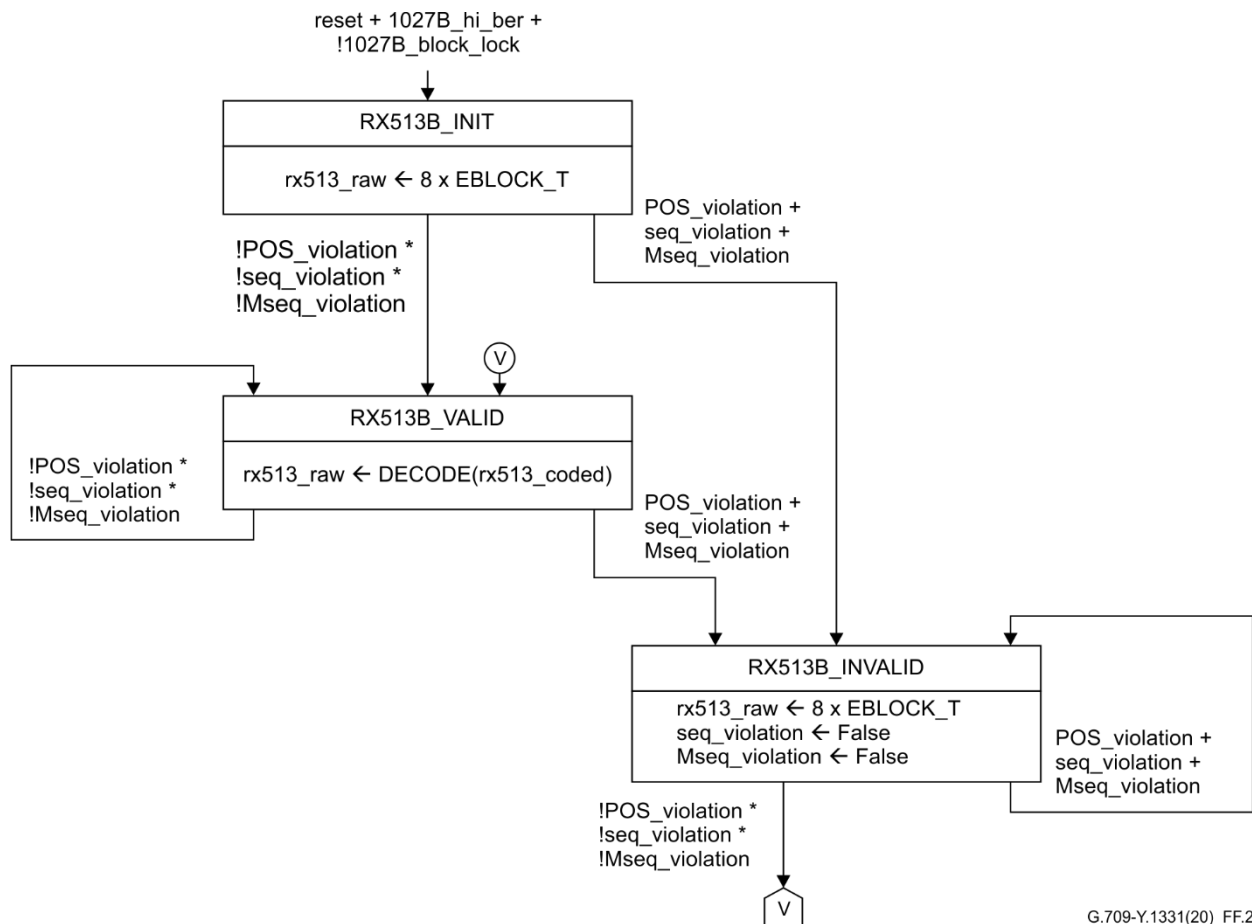 reset + 1027B_hi_ber +
!1027B_block_lock
RX513B_INIT
rx513_raw ← 8 x EBLOCK_T
POS_violation +
seq_violation +
Mseq_violation
!POS_violation *
!seq_violation *
!Mseq_violation
V
RX513B_VALID
rx513_raw ← DECODE(rx513_coded)
!POS_violation *
!seq_violation *
!Mseq_violation
POS_violation +
seq_violation +
Mseq_violation
RX513B_INVALID
rx513_raw ← 8 x EBLOCK_T
seq_violation ← False
Mseq_violation ← False
POS_violation +
seq_violation +
Mseq_violation
!POS_violation *
!seq_violation *
!Mseq_violation
V
G.709-Y.1331(20)_FF.2